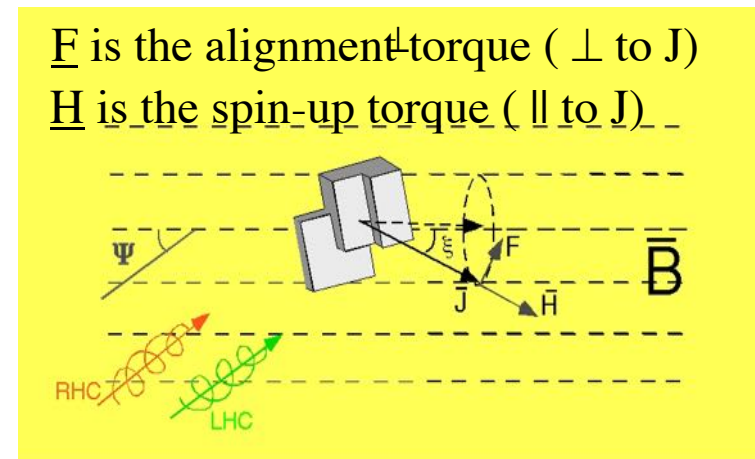 F is the alignment⊥torque ( ⊥ to J)
H is the spin-up torque ( || to J)
Ψ
ξ
F
B̅
J̅
H̅
RHC
LHC